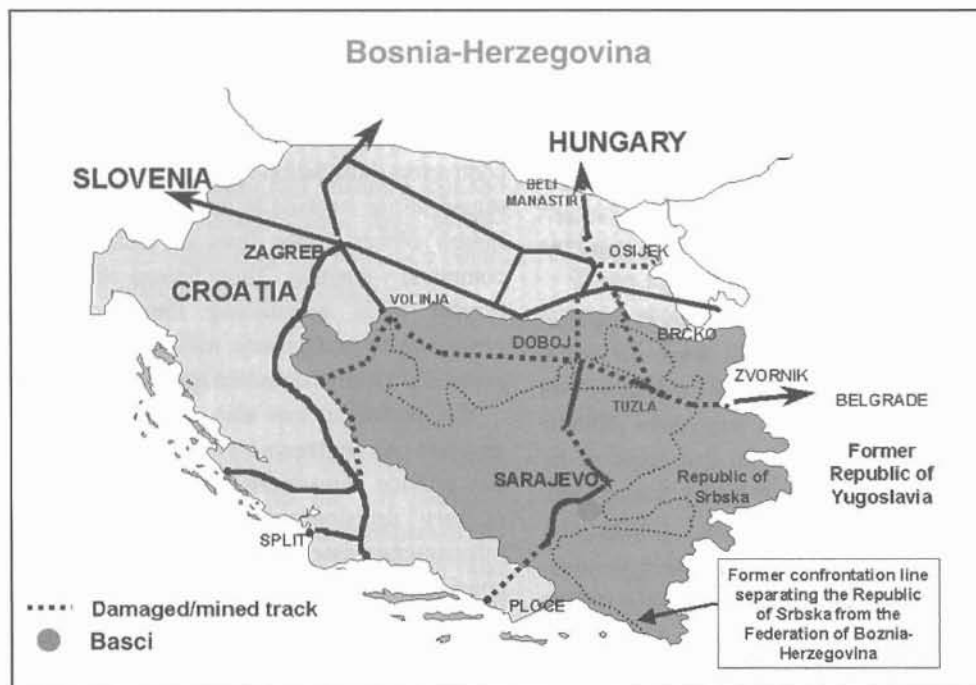 Bosnia-Herzegovina
HUNGARY
SLOVENIA
BELI
MANASTIR
OSIJEK
ZAGREB
CROATIA
VOLINJA
BRČKO
DOBOJ
ZVORNIK
TUZLA
BELGRADE
Former
Republic of
Yugoslavia
SARAJEVO
Republic of
Srbska
SPLIT
PLOCE
Former confrontation line
separating the Republic
of Srbska from the
Federation of Boznia-
Herzegovina
Damaged/mined track
Basci